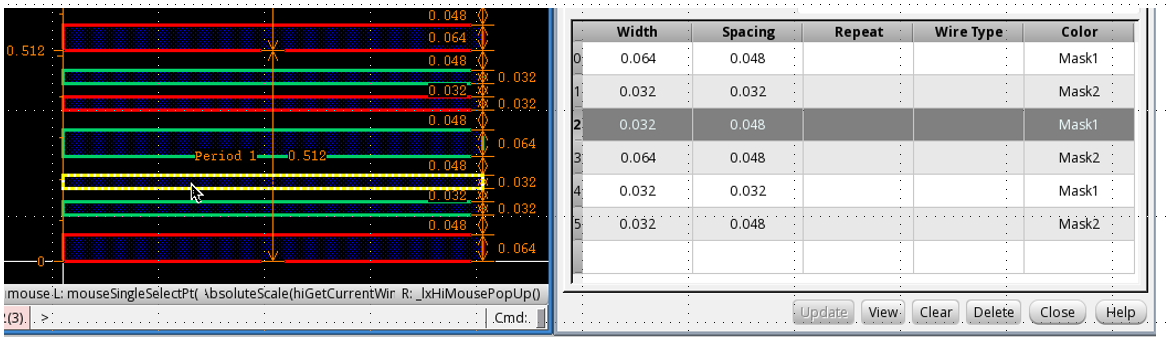 0.048
0.064
0.512
0.048
0.032
0.032
0.032
0.048
0.064
Period 1 0.512
0.048
0.032
0.032
0.032
0.048
0.064
0
mouse L: mouseSingleSelectPt( \bsoluteScale(hiGetCurrentWir R: _lxHiMousePopUp()
2(3). > Cmd:
Width Spacing Repeat Wire Type Color
0 0.064 0.048 Mask1
1 0.032 0.032 Mask2
2 0.032 0.048 Mask1
3 0.064 0.048 Mask2
4 0.032 0.032 Mask1
5 0.032 0.048 Mask2
Update View Clear Delete Close Help